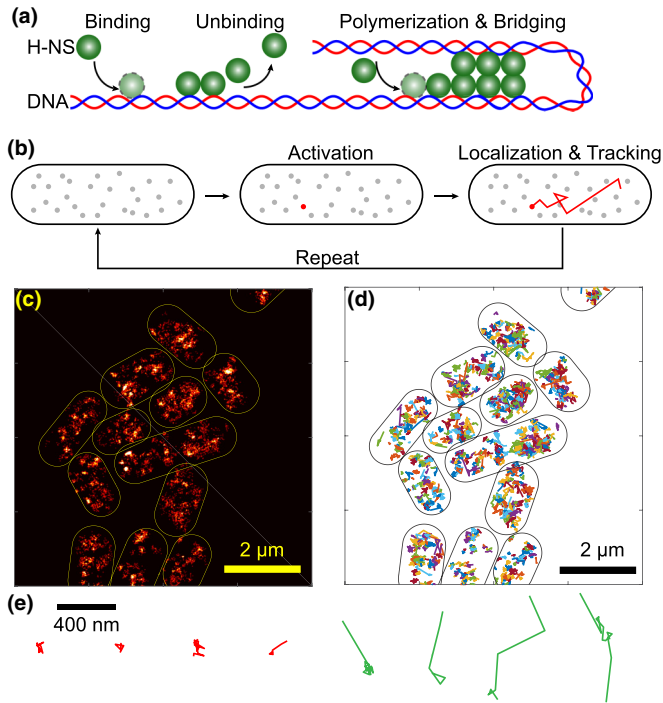 (a) Binding Unbinding Polymerization & Bridging
H-NS
DNA
(b) Activation Localization & Tracking
Repeat
(c) (d)
2 µm 2 µm
(e)
400 nm